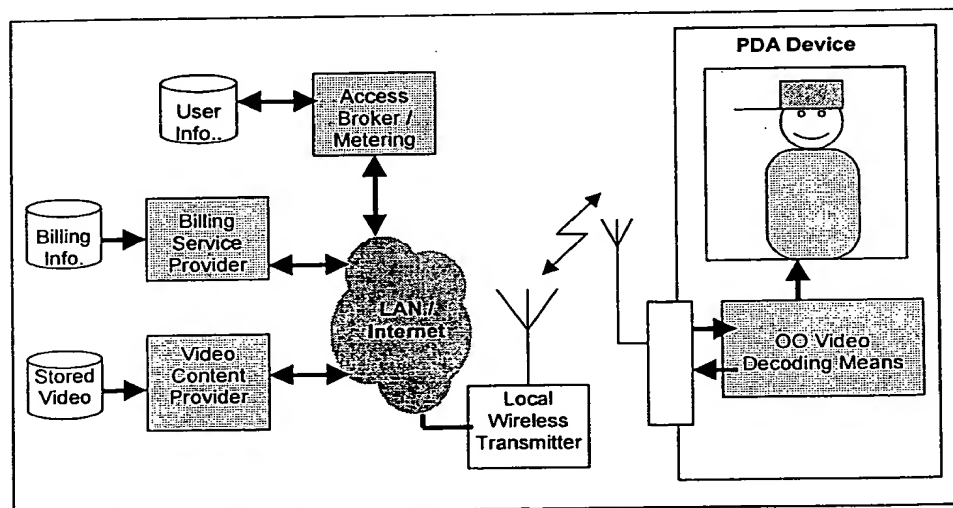 PDA Device
User
Info..
Access
Broker /
Metering
Billing
Info.
Billing
Service
Provider
LAN /
Internet
Stored
Video
Video
Content
Provider
Local
Wireless
Transmitter
OO Video
Decoding Means